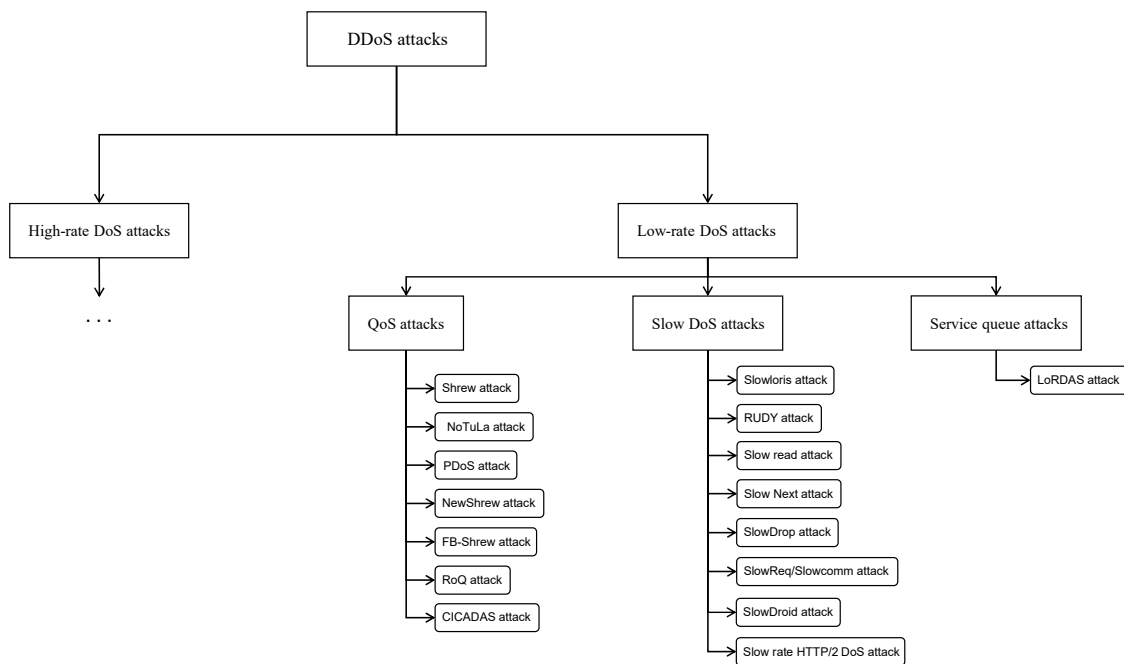 DDoS attacks
High-rate DoS attacks
Low-rate DoS attacks
. . .
QoS attacks
Slow DoS attacks
Service queue attacks
Shrew attack
NoTuLa attack
PDoS attack
NewShrew attack
FB-Shrew attack
RoQ attack
CICADAS attack
Slowloris attack
RUDY attack
Slow read attack
Slow Next attack
SlowDrop attack
SlowReq/Slowcomm attack
SlowDroid attack
Slow rate HTTP/2 DoS attack
LoRDAS attack